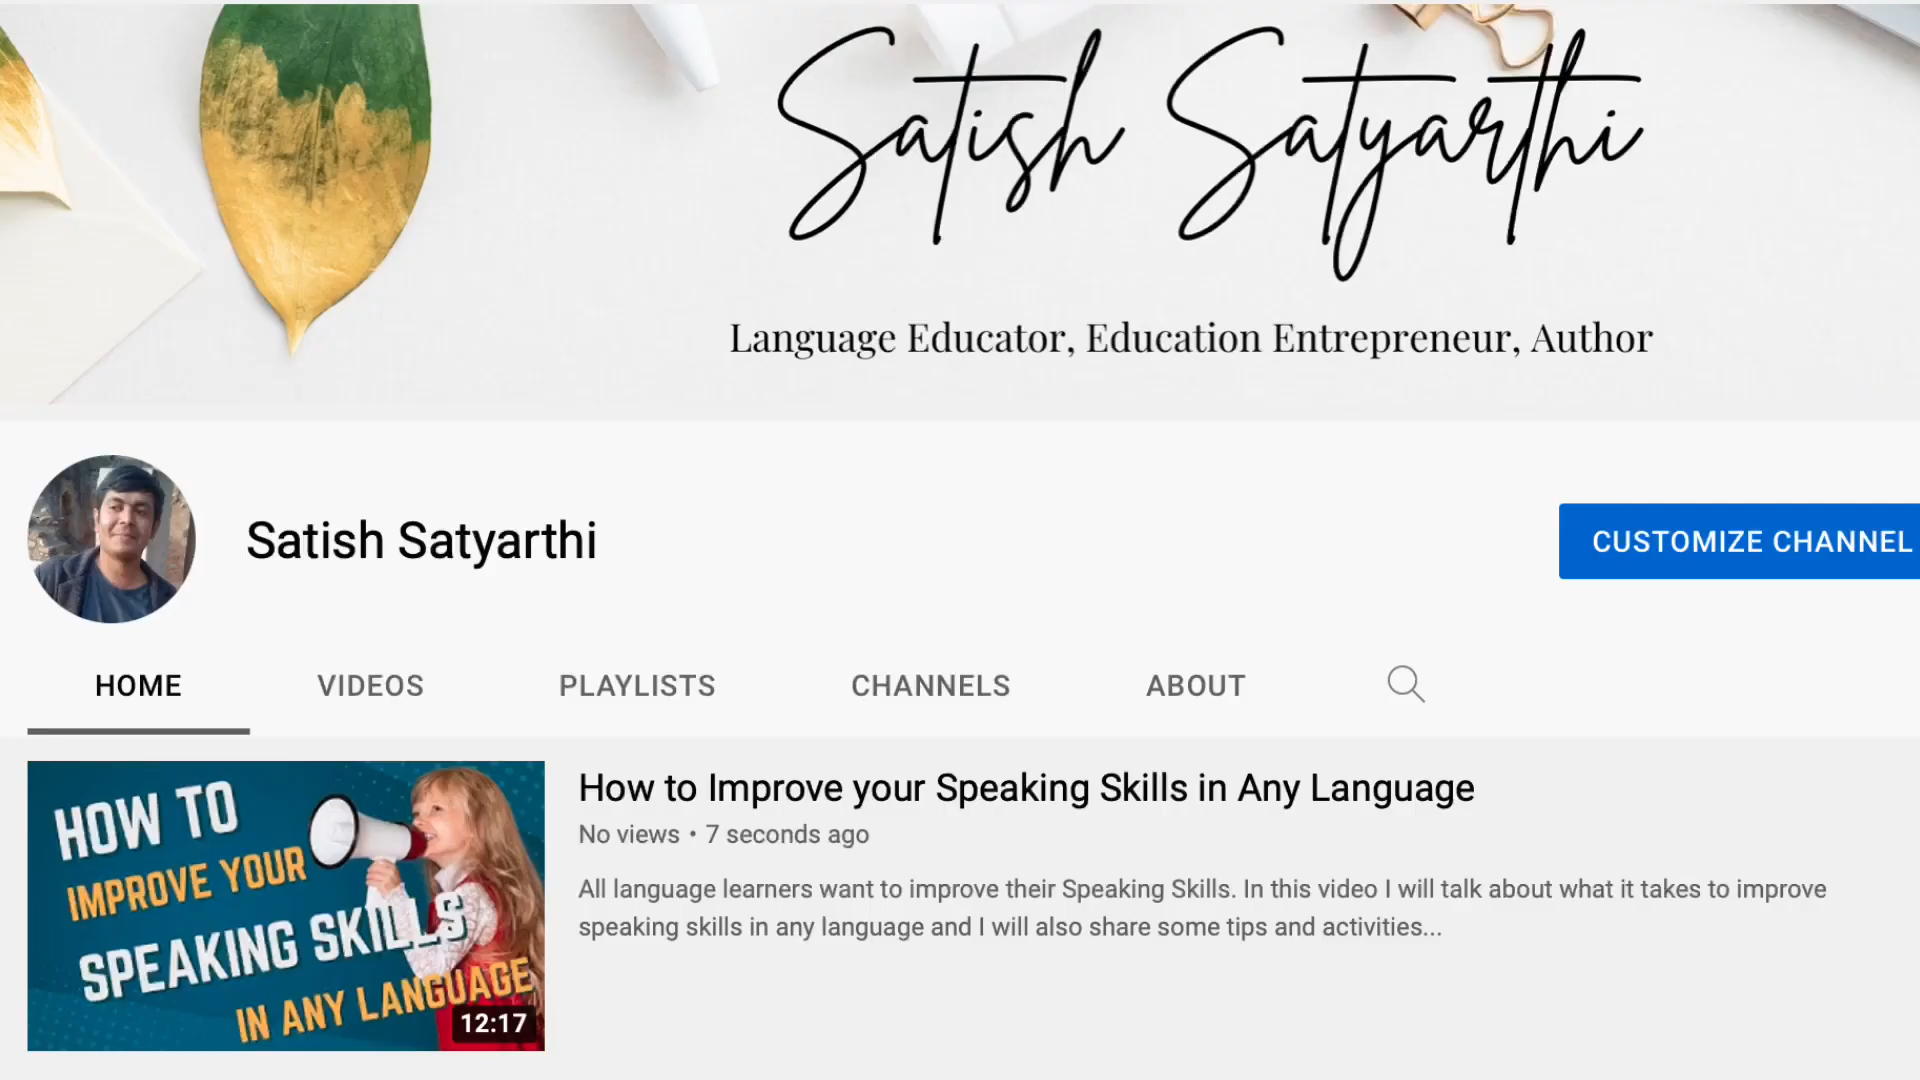 Satish Satyarthi
Language Educator, Education Entrepreneur, Author
Satish Satyarthi
CUSTOMIZE CHANNEL
HOME VIDEOS PLAYLISTS CHANNELS ABOUT
HOW TO
IMPROVE YOUR
SPEAKING SKILLS
IN ANY LANGUAGE
12:17
How to Improve your Speaking Skills in Any Language
No views • 7 seconds ago
All language learners want to improve their Speaking Skills. In this video I will talk about what it takes to improve
speaking skills in any language and I will also share some tips and activities...